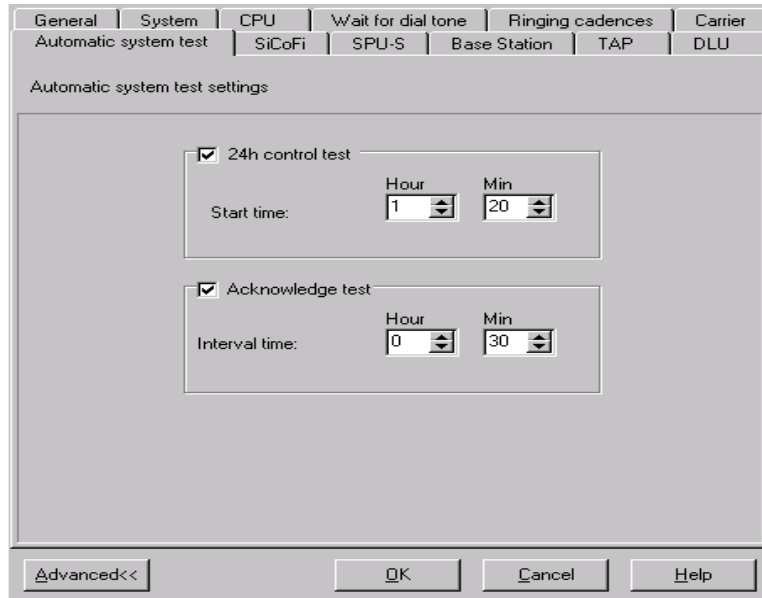 General System CPU Wait for dial tone Ringing cadences Carrier
Automatic system test SiCoFi SPU-S Base Station TAP DLU
Automatic system test settings
24h control test
Hour Min
Start time: 1 20
Acknowledge test
Hour Min
Interval time: 0 30
Advanced<< OK Cancel Help